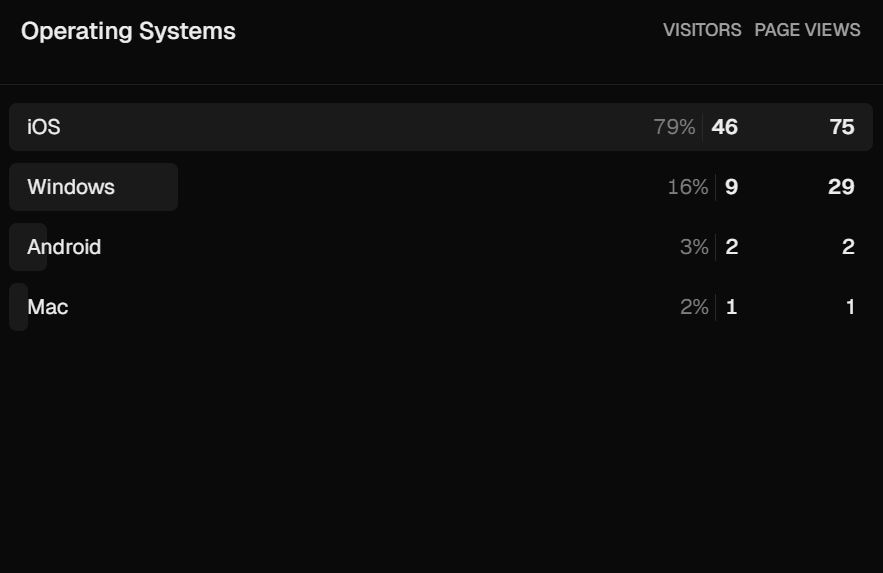 Operating Systems VISITORS PAGE VIEWS
iOS 79% 46 75
Windows 16% 9 29
Android 3% 2 2
Mac 2% 1 1